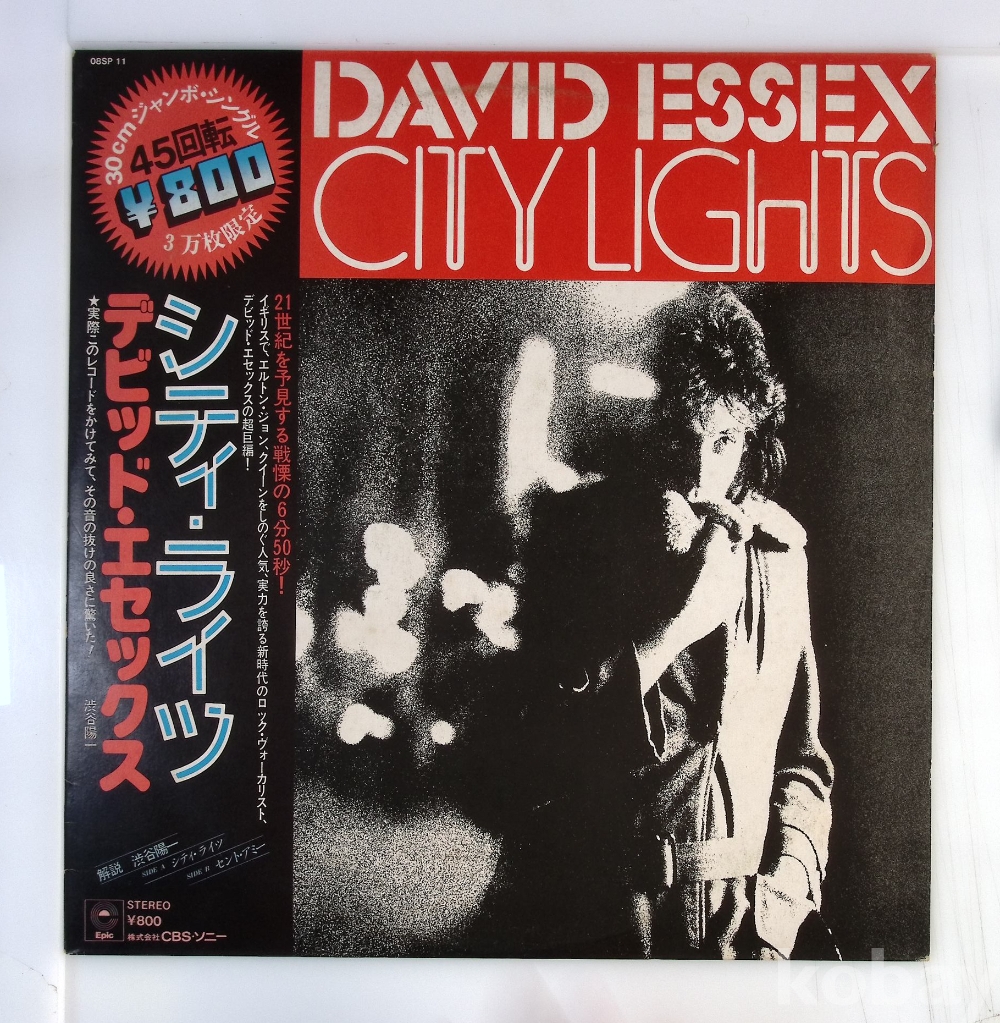 08SP 11
30cmジャンボ・シングル
45回転
¥800
3万枚限定
DAVID ESSEX
CITY LIGHTS
21世紀を予見する戦慄の6分50秒!
イギリスで、エルトン・ジョン、クイーンをしのぐ人気、実力を誇る新時代のロック・ヴォーカリスト、
デビッド・エセックスの超巨編!
シティ・ライツ
デビッド・エセックス
★実際このレコードをかけてみて、その音の抜けの良さに驚いた!
渋谷陽一
解説 渋谷陽一
SIDE A シティ・ライツ
SIDE B セント・アミー
Epic
STEREO
¥800
株式会社CBS・ソニー
koba